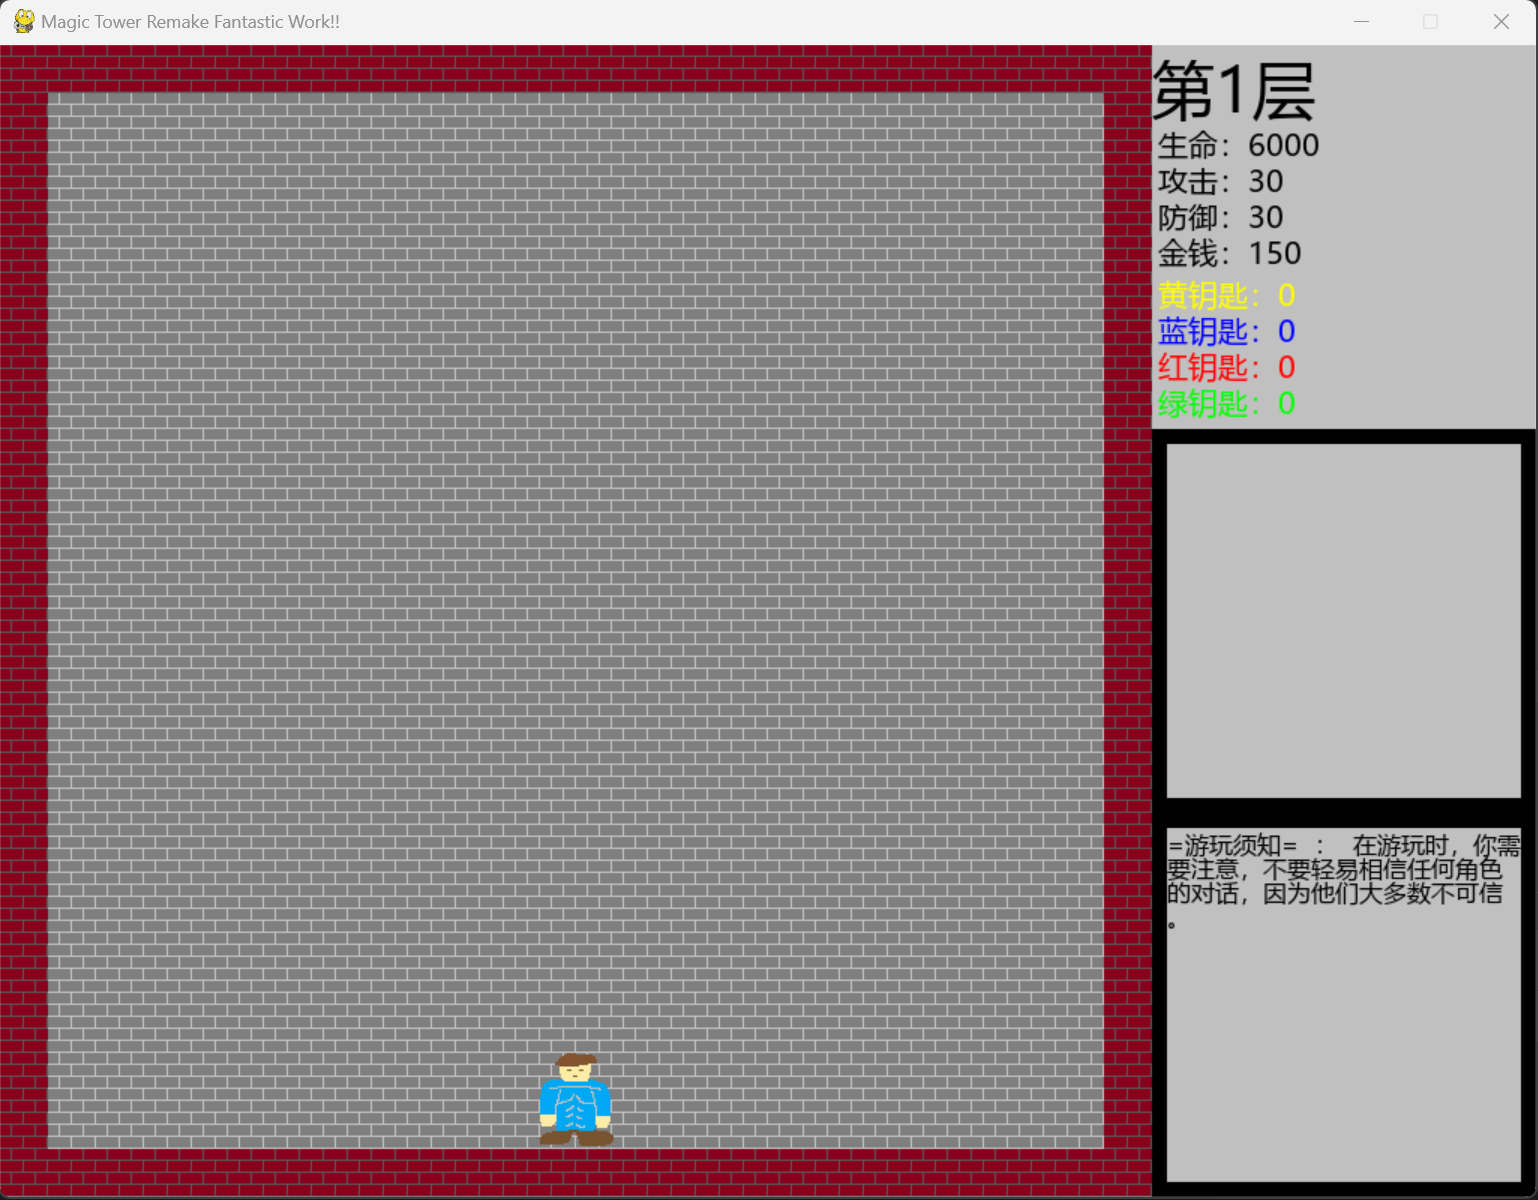 Magic Tower Remake Fantastic Work!!
第1层
生命：6000
攻击：30
防御：30
金钱：150
黄钥匙：0
蓝钥匙：0
红钥匙：0
绿钥匙：0
=游玩须知= ： 在游玩时，你需
要注意，不要轻易相信任何角色
的对话，因为他们大多数不可信
。